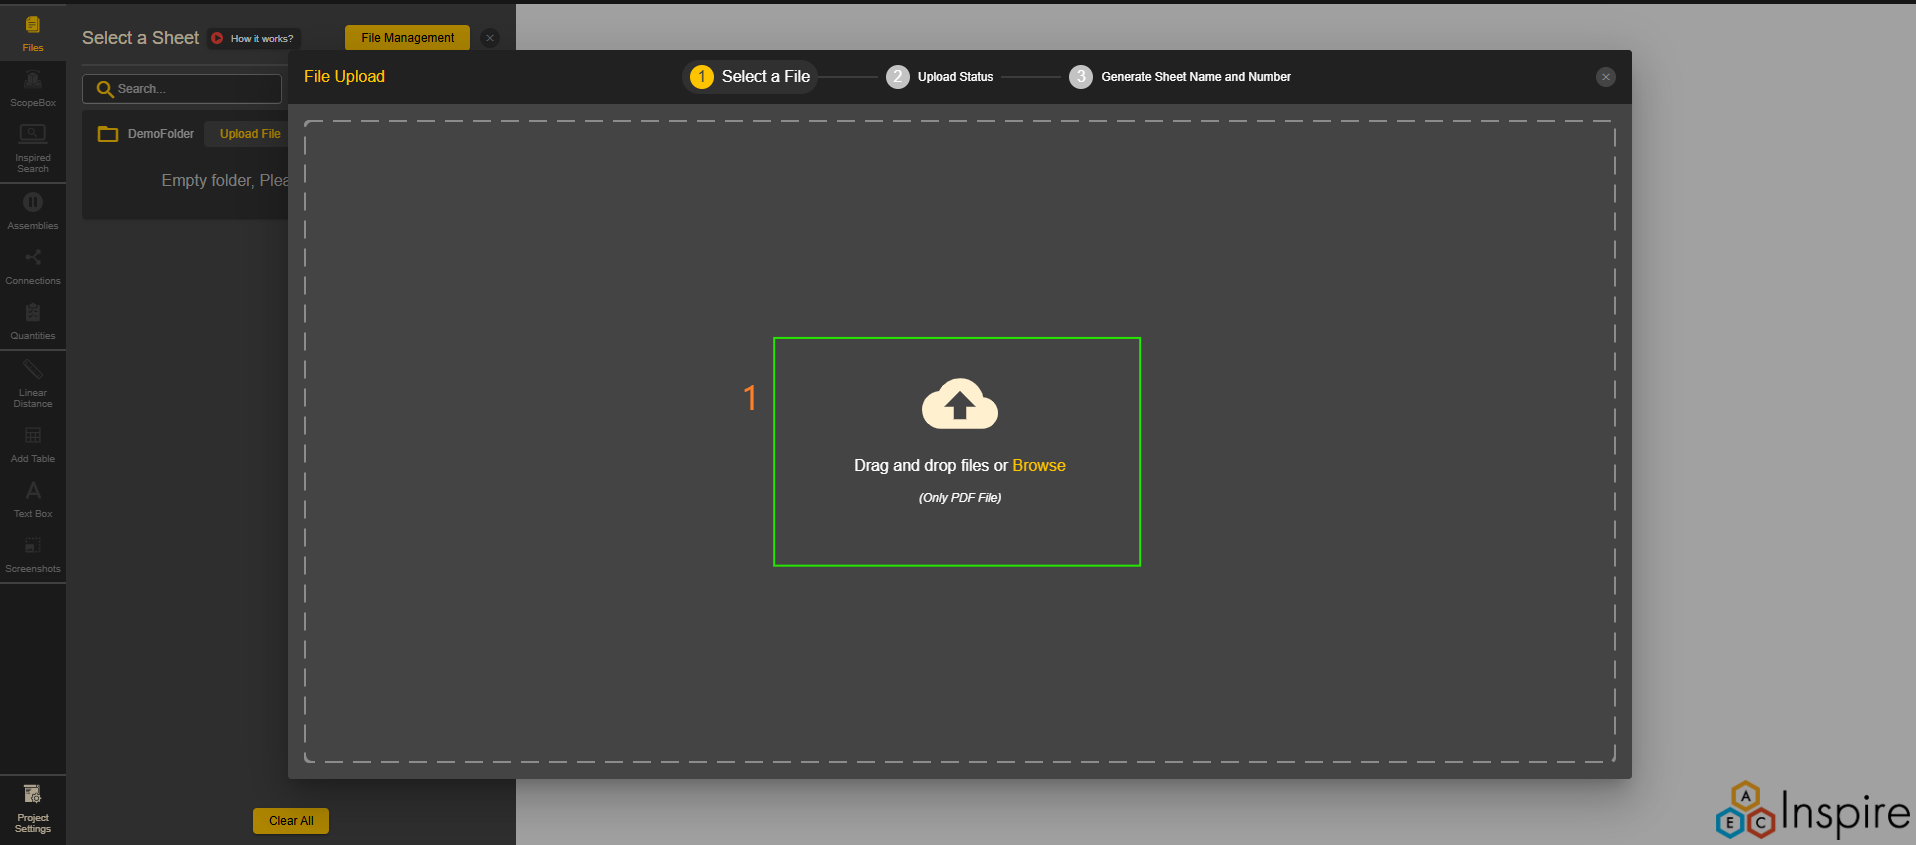 Files
ScopeBox
Inspired
Search
Assemblies
Connections
Quantities
Linear
Distance
Add Table
Text Box
Screenshots
Project
Settings
Select a Sheet
How it works?
File Management
Search...
DemoFolder
Upload File
Empty folder, Plea
Clear All
File Upload
1 Select a File
2 Upload Status
3 Generate Sheet Name and Number
1
Drag and drop files or Browse
(Only PDF File)
A
E C
Inspire